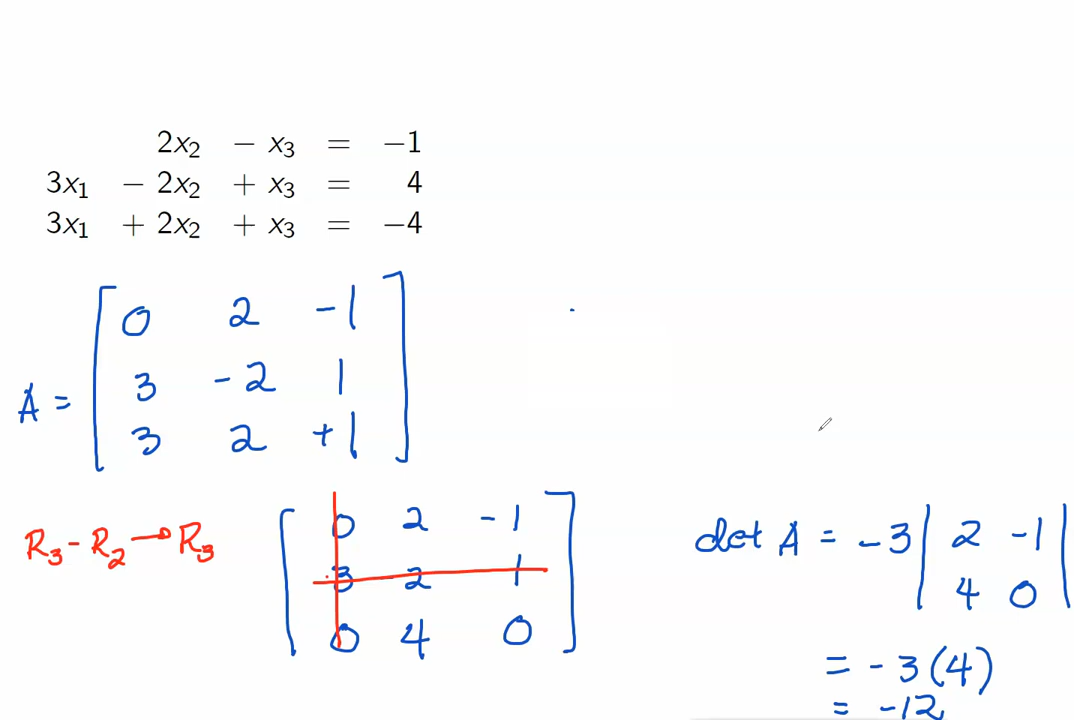 2x₂ − x₃ = −1
3x₁ − 2x₂ + x₃ = 4
3x₁ + 2x₂ + x₃ = −4
A = [ 0 2 -1
3 -2 1
3 2 +1 ]
R₃ - R₂ → R₃
[ 0 2 -1
3 2 1
0 4 0 ]
det A = -3 | 2 -1
4 0 |
= -3(4)
= -12